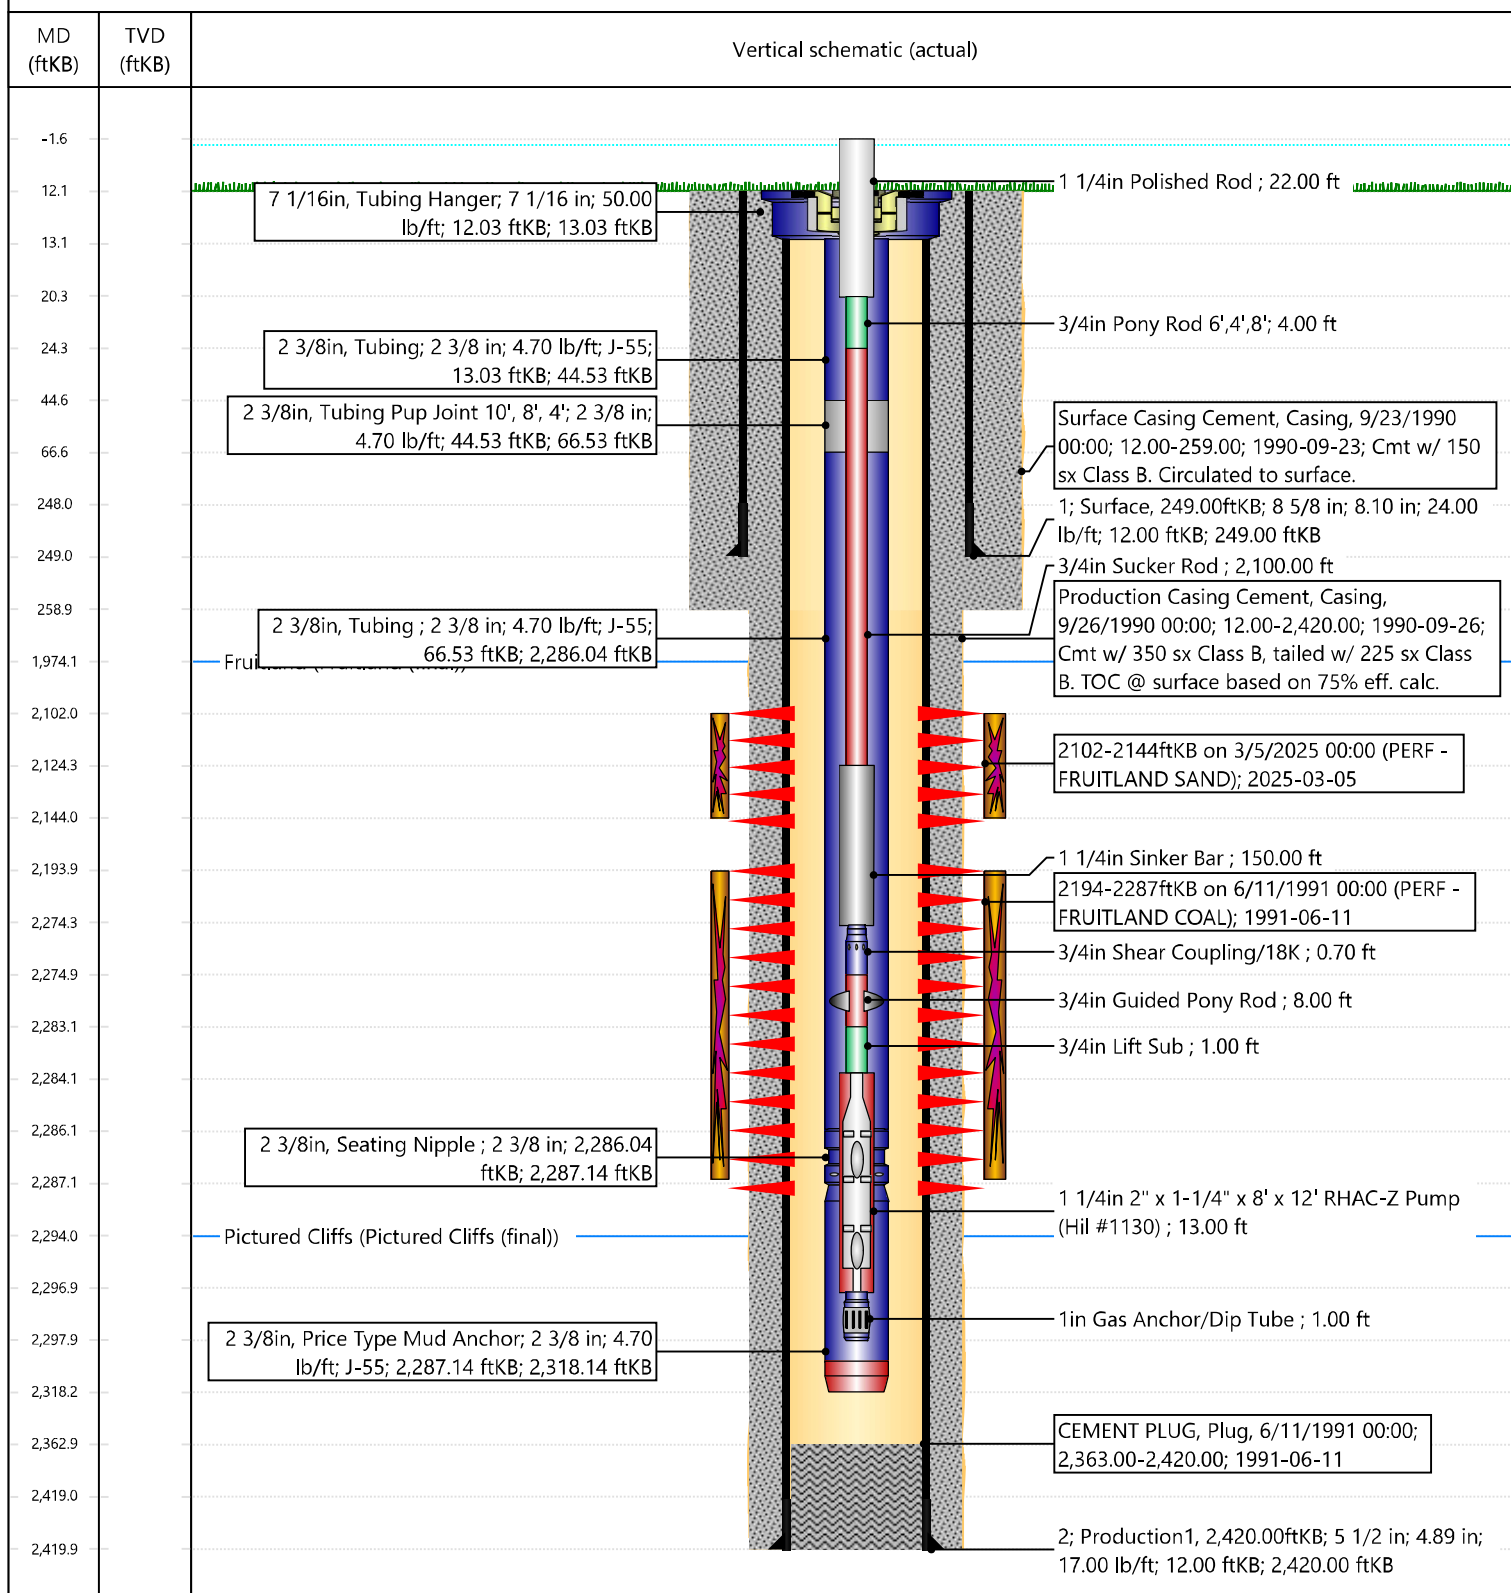 MD
(ftKB)
TVD
(ftKB)
Vertical schematic (actual)
-1.6
12.1
13.1
20.3
24.3
44.6
66.6
248.0
249.0
258.9
1,974.1
2,102.0
2,124.3
2,144.0
2,193.9
2,274.3
2,274.9
2,283.1
2,284.1
2,286.1
2,287.1
2,294.0
2,296.9
2,297.9
2,318.2
2,362.9
2,419.0
2,419.9
7 1/16in, Tubing Hanger; 7 1/16 in; 50.00
lb/ft; 12.03 ftKB; 13.03 ftKB
2 3/8in, Tubing; 2 3/8 in; 4.70 lb/ft; J-55;
13.03 ftKB; 44.53 ftKB
2 3/8in, Tubing Pup Joint 10', 8', 4'; 2 3/8 in;
4.70 lb/ft; 44.53 ftKB; 66.53 ftKB
2 3/8in, Tubing ; 2 3/8 in; 4.70 lb/ft; J-55;
66.53 ftKB; 2,286.04 ftKB
2 3/8in, Seating Nipple ; 2 3/8 in; 2,286.04
ftKB; 2,287.14 ftKB
Pictured Cliffs (Pictured Cliffs (final))
2 3/8in, Price Type Mud Anchor; 2 3/8 in; 4.70
lb/ft; J-55; 2,287.14 ftKB; 2,318.14 ftKB
1 1/4in Polished Rod ; 22.00 ft
3/4in Pony Rod 6',4',8'; 4.00 ft
Surface Casing Cement, Casing, 9/23/1990
00:00; 12.00-259.00; 1990-09-23; Cmt w/ 150
sx Class B. Circulated to surface.
1; Surface, 249.00ftKB; 8 5/8 in; 8.10 in; 24.00
lb/ft; 12.00 ftKB; 249.00 ftKB
3/4in Sucker Rod ; 2,100.00 ft
Production Casing Cement, Casing,
9/26/1990 00:00; 12.00-2,420.00; 1990-09-26;
Cmt w/ 350 sx Class B, tailed w/ 225 sx Class
B. TOC @ surface based on 75% eff. calc.
2102-2144ftKB on 3/5/2025 00:00 (PERF -
FRUITLAND SAND); 2025-03-05
1 1/4in Sinker Bar ; 150.00 ft
2194-2287ftKB on 6/11/1991 00:00 (PERF -
FRUITLAND COAL); 1991-06-11
3/4in Shear Coupling/18K ; 0.70 ft
3/4in Guided Pony Rod ; 8.00 ft
3/4in Lift Sub ; 1.00 ft
1 1/4in 2" x 1-1/4" x 8' x 12' RHAC-Z Pump
(Hil #1130) ; 13.00 ft
1in Gas Anchor/Dip Tube ; 1.00 ft
CEMENT PLUG, Plug, 6/11/1991 00:00;
2,363.00-2,420.00; 1991-06-11
2; Production1, 2,420.00ftKB; 5 1/2 in; 4.89 in;
17.00 lb/ft; 12.00 ftKB; 2,420.00 ftKB